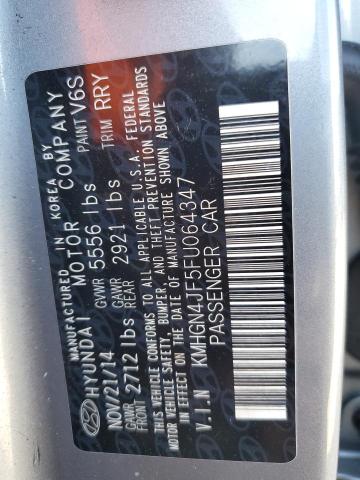 MANUFACTURED IN KOREA BY
HYUNDAI MOTOR COMPANY
NOV/21/14 GVWR 5556 lbs PAINT V6S
GAWR FRONT 2712 lbs GAWR REAR 2921 lbs TRIM RRY
THIS VEHICLE CONFORMS TO ALL APPLICABLE U.S.A. FEDERAL
MOTOR VEHICLE SAFETY, BUMPER, AND THEFT PREVENTION STANDARDS
IN EFFECT ON THE DATE OF MANUFACTURE SHOWN ABOVE
V.I.N KMHGN4JF5FU064347
PASSENGER CAR